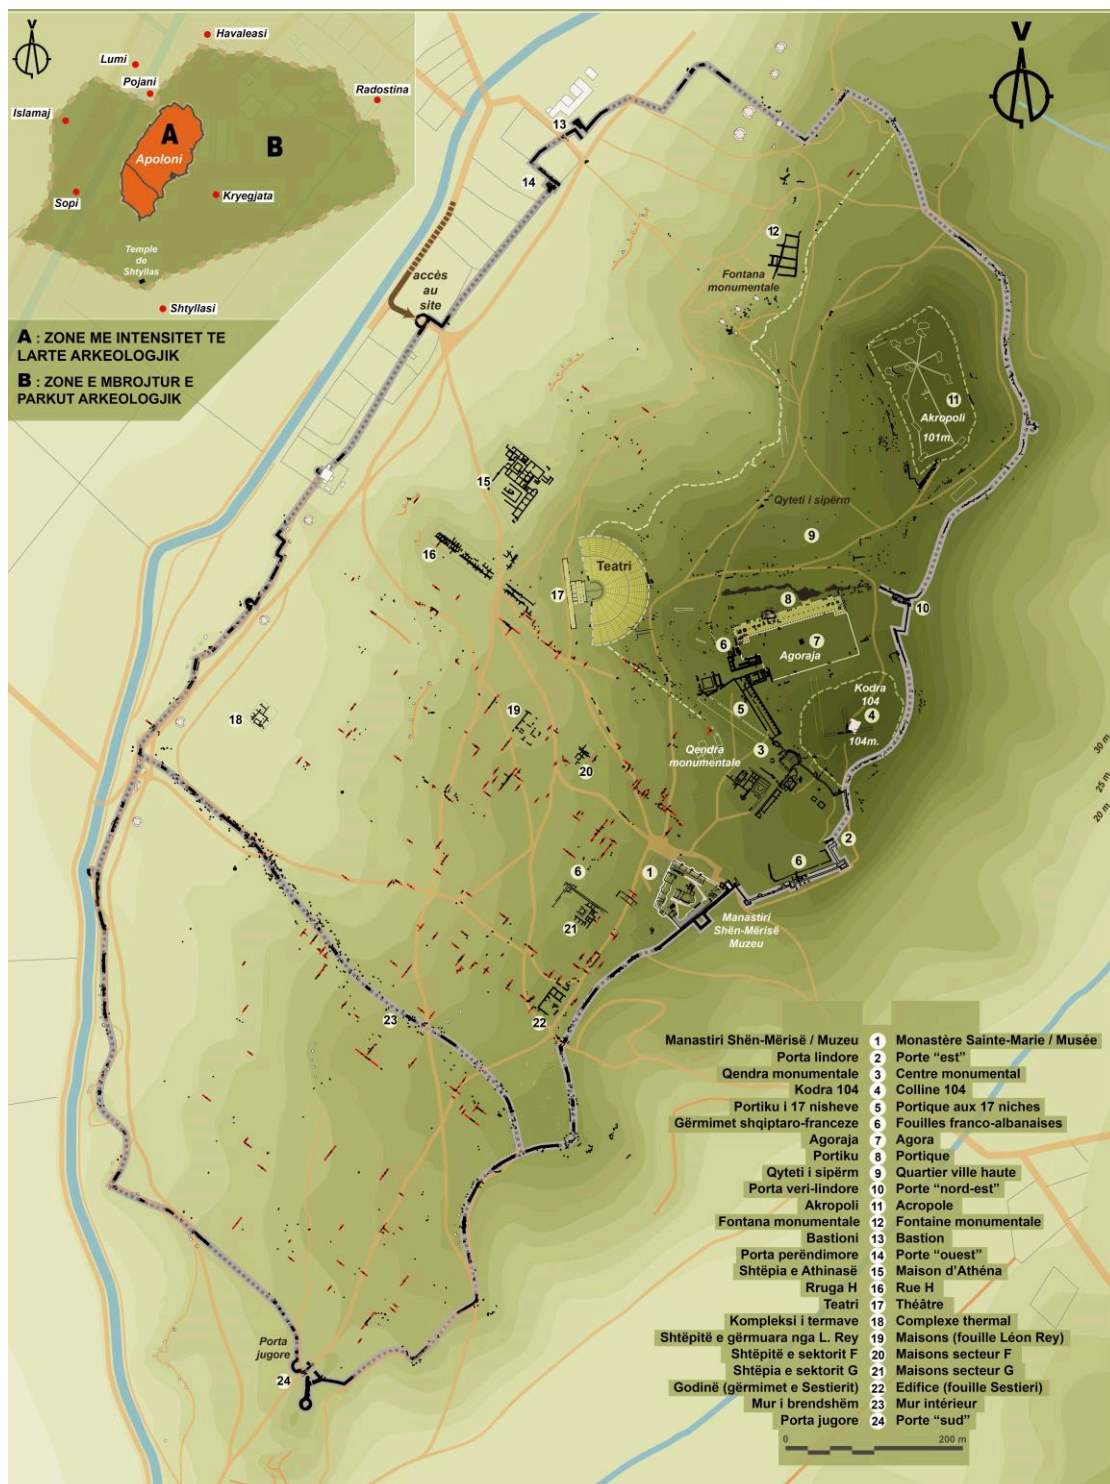 V
Havaleasi
Lumi
Pojani
Radostina
Islamaj
A
Apoloni
B
Sopi
Kryegjata
Temple
de
Shtyllas
Shtyllasi
A : ZONE ME INTENSITET TE
LARTE ARKEOLOGJIK
B : ZONE E MBROJTUR E
PARKUT ARKEOLOGJIK
V
13
14
accès
au
site
12
Fontana
monumentale
11
Akropoli
101m.
15
Qyteti i sipërm
9
16
Teatri
17
8
10
6
7
Agoraja
Kodra
104
5
4
104m.
18
19
3
Qendra
monumentale
20
30 m
25 m
20 m
2
6
6
1
21
Manastiri
Shën-Mërisë
Muzeu
23
22
Porta
jugore
24
Manastiri Shën-Mërisë / Muzeu 1 Monastère Sainte-Marie / Musée
Porta lindore 2 Porte “est”
Qendra monumentale 3 Centre monumental
Kodra 104 4 Colline 104
Portiku i 17 nisheve 5 Portique aux 17 niches
Gërmimet shqiptaro-franceze 6 Fouilles franco-albanaises
Agoraja 7 Agora
Portiku 8 Portique
Qyteti i sipërm 9 Quartier ville haute
Porta veri-lindore 10 Porte “nord-est”
Akropoli 11 Acropole
Fontana monumentale 12 Fontaine monumentale
Bastioni 13 Bastion
Porta perëndimore 14 Porte “ouest”
Shtëpia e Athinasë 15 Maison d’Athéna
Rruga H 16 Rue H
Teatri 17 Théâtre
Kompleksi i termave 18 Complexe thermal
Shtëpitë e gërmuara nga L. Rey 19 Maisons (fouille Léon Rey)
Shtëpitë e sektorit F 20 Maisons secteur F
Shtëpia e sektorit G 21 Maisons secteur G
Godinë (gërmimet e Sestierit) 22 Edifice (fouille Sestieri)
Mur i brendshëm 23 Mur intérieur
Porta jugore 24 Porte “sud”
0 200 m